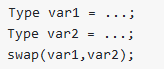 Type var1 = ...;
Type var2 = ...;
swap(var1,var2);